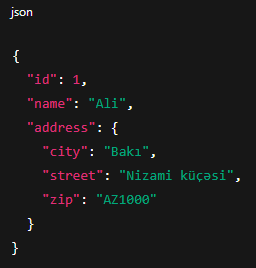 json
{
  "id": 1,
  "name": "Ali",
  "address": {
    "city": "Bakı",
    "street": "Nizami küçəsi",
    "zip": "AZ1000"
  }
}